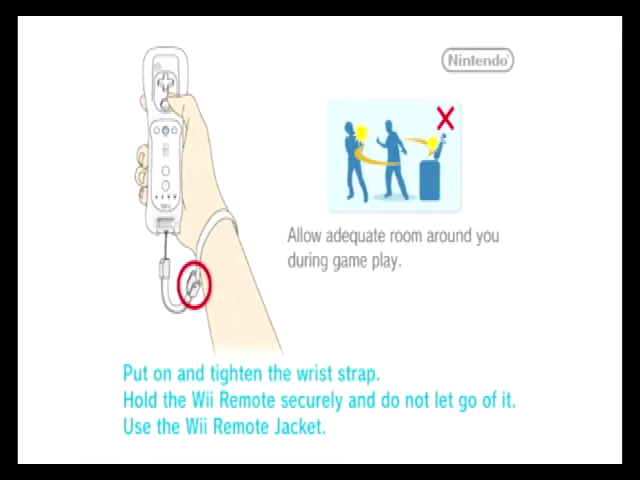 Nintendo
Allow adequate room around you
during game play.
Put on and tighten the wrist strap.
Hold the Wii Remote securely and do not let go of it.
Use the Wii Remote Jacket.